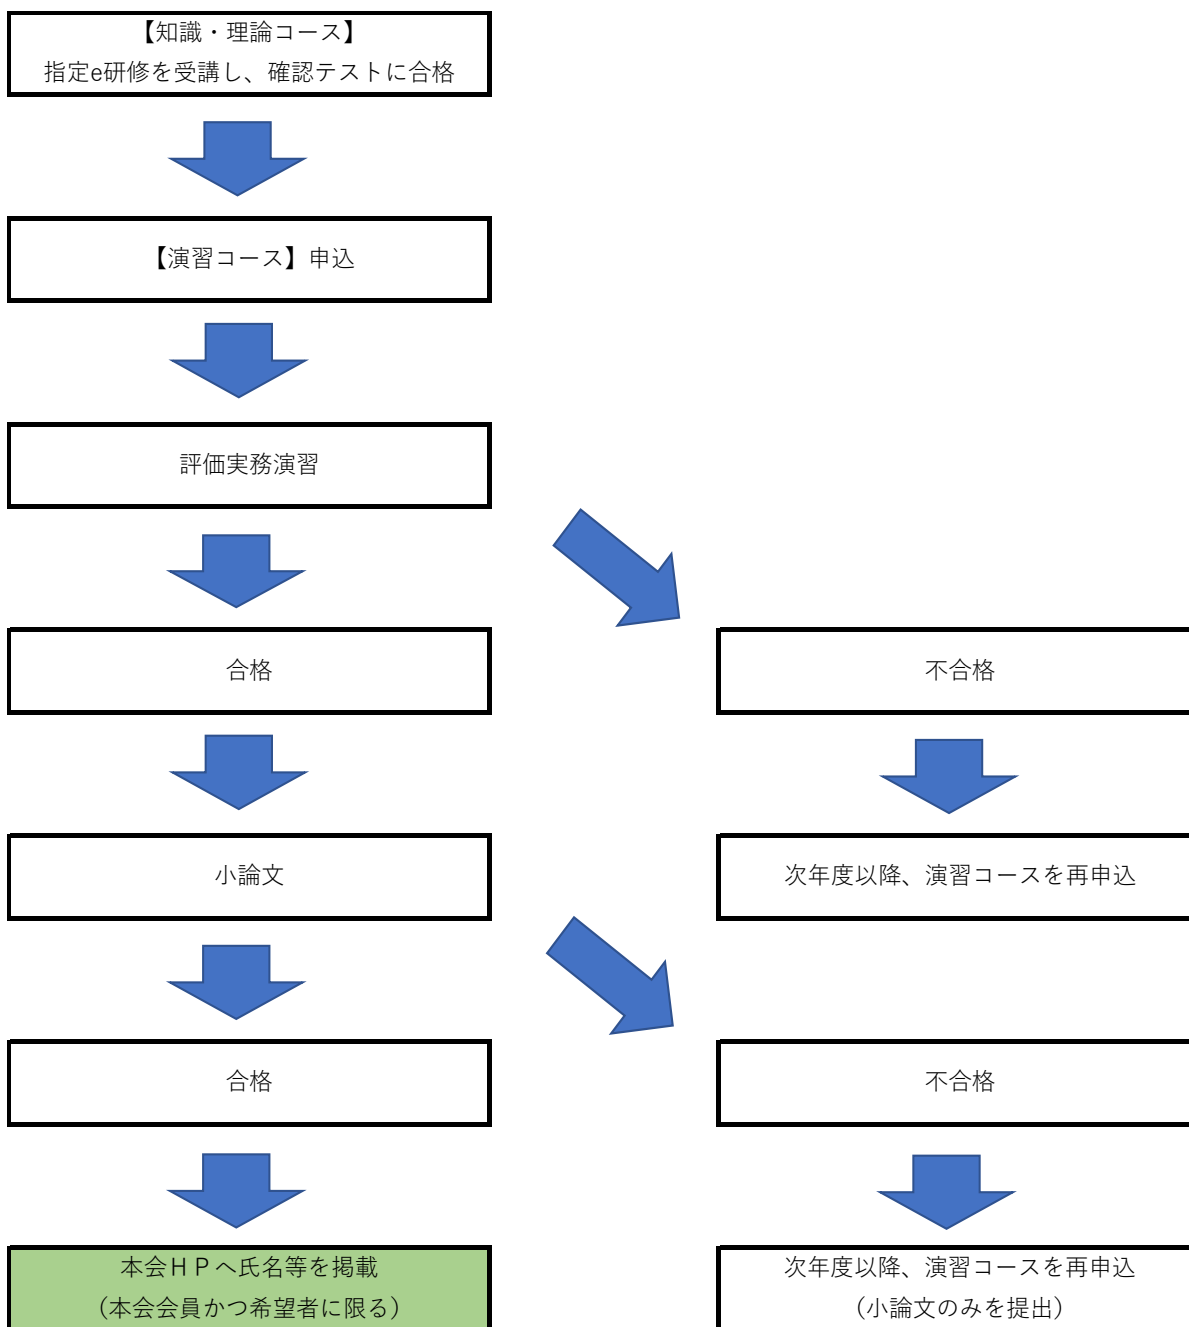 【知識・理論コース】
指定e研修を受講し、確認テストに合格
【演習コース】申込
評価実務演習
合格
不合格
小論文
次年度以降、演習コースを再申込
合格
不合格
本会ＨＰへ氏名等を掲載
（本会会員かつ希望者に限る）
次年度以降、演習コースを再申込
（小論文のみを提出）